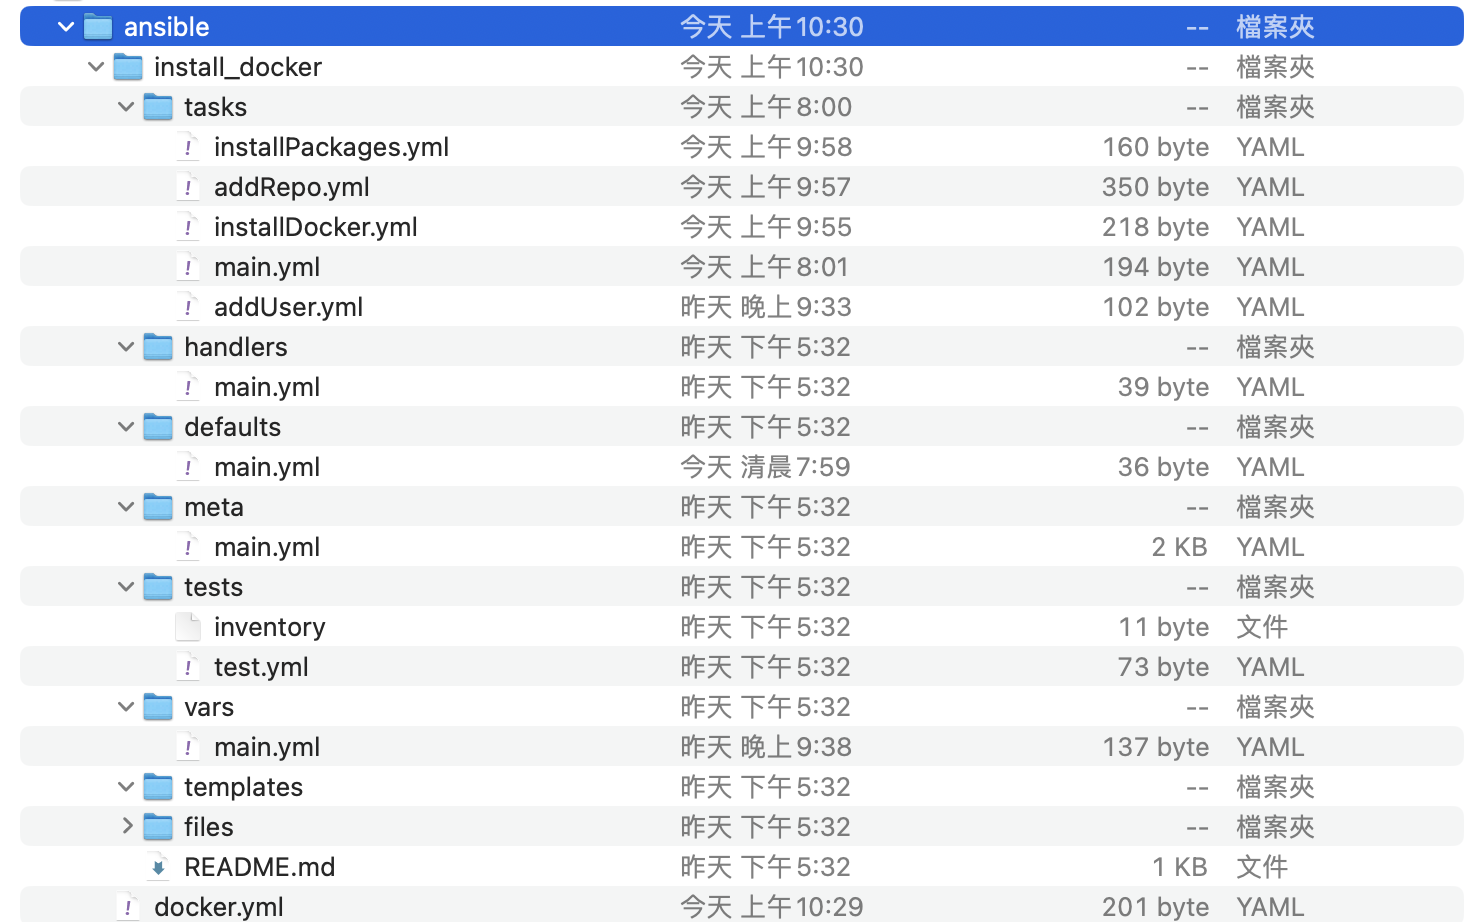 ansible 今天 上午10:30 -- 檔案夾
install_docker 今天 上午10:30 -- 檔案夾
tasks 今天 上午8:00 -- 檔案夾
installPackages.yml 今天 上午9:58 160 byte YAML
addRepo.yml 今天 上午9:57 350 byte YAML
installDocker.yml 今天 上午9:55 218 byte YAML
main.yml 今天 上午8:01 194 byte YAML
addUser.yml 昨天 晚上9:33 102 byte YAML
handlers 昨天 下午5:32 -- 檔案夾
main.yml 昨天 下午5:32 39 byte YAML
defaults 昨天 下午5:32 -- 檔案夾
main.yml 今天 清晨7:59 36 byte YAML
meta 昨天 下午5:32 -- 檔案夾
main.yml 昨天 下午5:32 2 KB YAML
tests 昨天 下午5:32 -- 檔案夾
inventory 昨天 下午5:32 11 byte 文件
test.yml 昨天 下午5:32 73 byte YAML
vars 昨天 下午5:32 -- 檔案夾
main.yml 昨天 晚上9:38 137 byte YAML
templates 昨天 下午5:32 -- 檔案夾
files 昨天 下午5:32 -- 檔案夾
README.md 昨天 下午5:32 1 KB 文件
docker.yml 今天 上午10:29 201 byte YAML